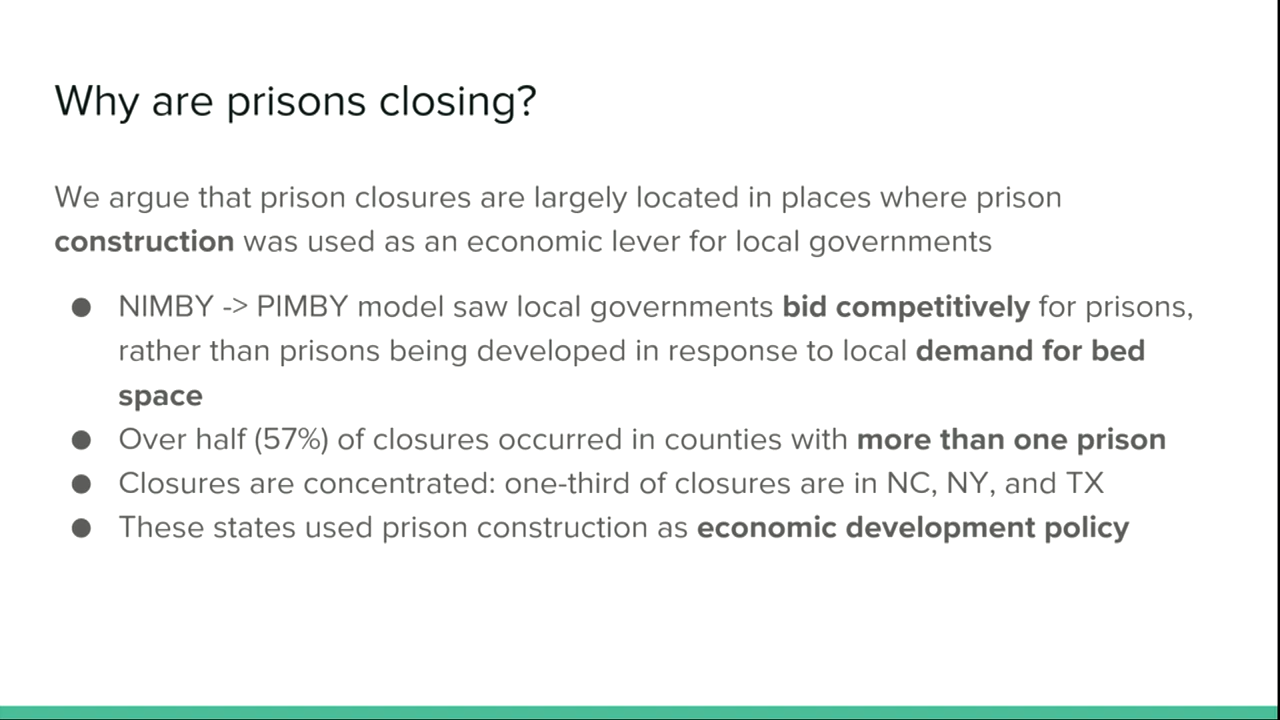 Why are prisons closing?
We argue that prison closures are largely located in places where prison
construction was used as an economic lever for local governments
● NIMBY -> PIMBY model saw local governments bid competitively for prisons,
rather than prisons being developed in response to local demand for bed
space
● Over half (57%) of closures occurred in counties with more than one prison
● Closures are concentrated: one-third of closures are in NC, NY, and TX
● These states used prison construction as economic development policy